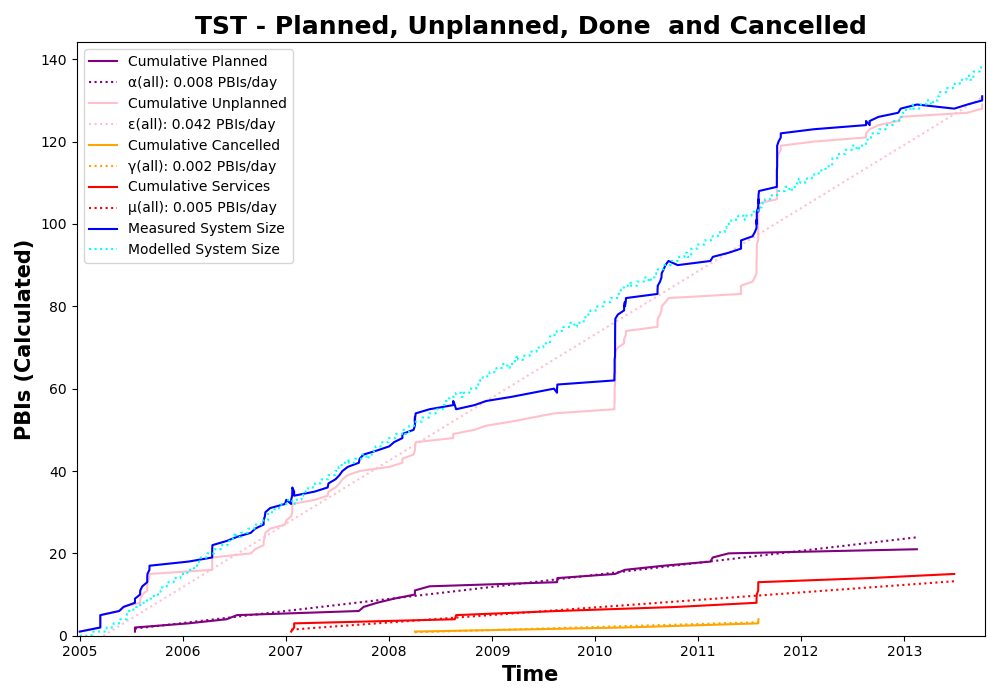 TST - Planned, Unplanned, Done  and Cancelled
PBIs (Calculated)
140
120
100
80
60
40
20
0
Cumulative Planned
α(all): 0.008 PBIs/day
Cumulative Unplanned
ε(all): 0.042 PBIs/day
Cumulative Cancelled
γ(all): 0.002 PBIs/day
Cumulative Services
μ(all): 0.005 PBIs/day
Measured System Size
Modelled System Size
2005 2006 2007 2008 2009 2010 2011 2012 2013
Time